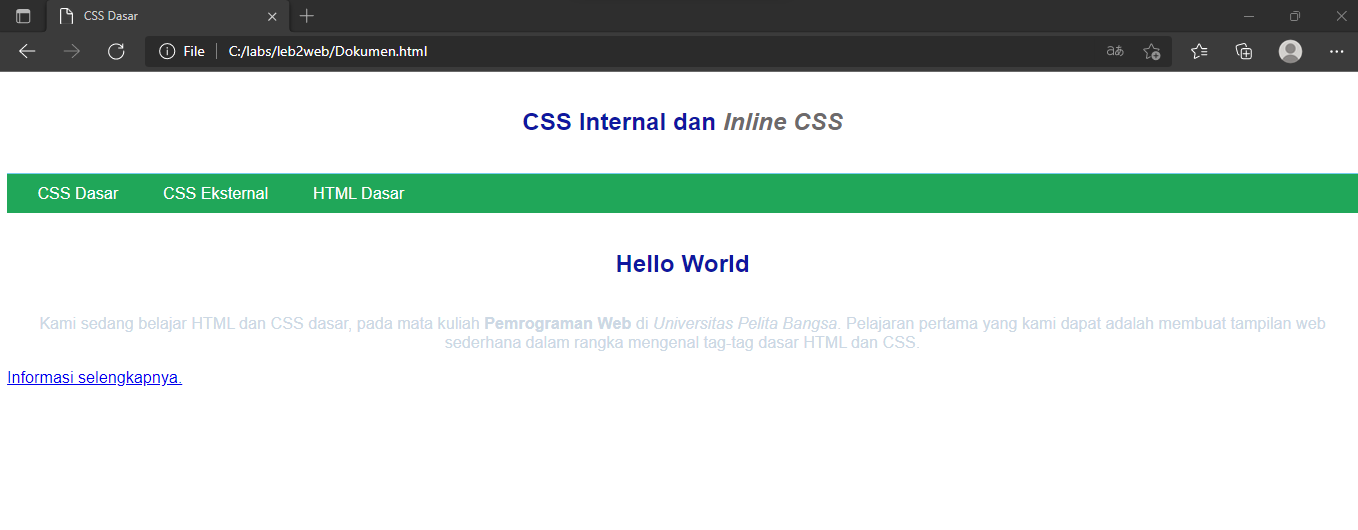 CSS Dasar
File C:/labs/leb2web/Dokumen.html aあ
CSS Internal dan Inline CSS
CSS Dasar CSS Eksternal HTML Dasar
Hello World
Kami sedang belajar HTML dan CSS dasar, pada mata kuliah Pemrograman Web di Universitas Pelita Bangsa. Pelajaran pertama yang kami dapat adalah membuat tampilan web
sederhana dalam rangka mengenal tag-tag dasar HTML dan CSS.
Informasi selengkapnya.